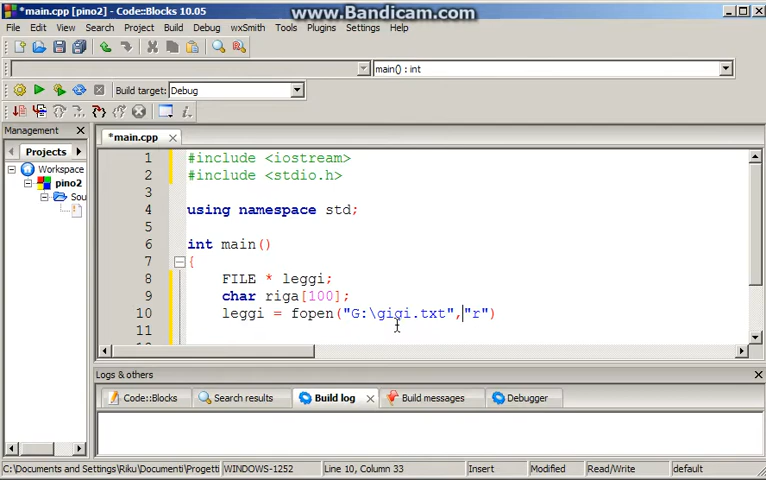 *main.cpp [pino2] - Code::Blocks 10.05
www.Bandicam.com
File Edit View Search Project Build Debug wxSmith Tools Plugins Settings Help
main() : int
Build target: Debug
Management
Projects
Workspace
pino2
Sou
*main.cpp
1 #include <iostream>
2 #include <stdio.h>
3
4 using namespace std;
5
6 int main()
7 {
8 FILE * leggi;
9 char riga[100];
10 leggi = fopen("G:\gigi.txt","r")
11
Logs & others
Code::Blocks Search results Build log Build messages Debugger
C:\Documents and Settings\Riku\Documenti\Progetti WINDOWS-1252 Line 10, Column 33 Insert Modified Read/Write default